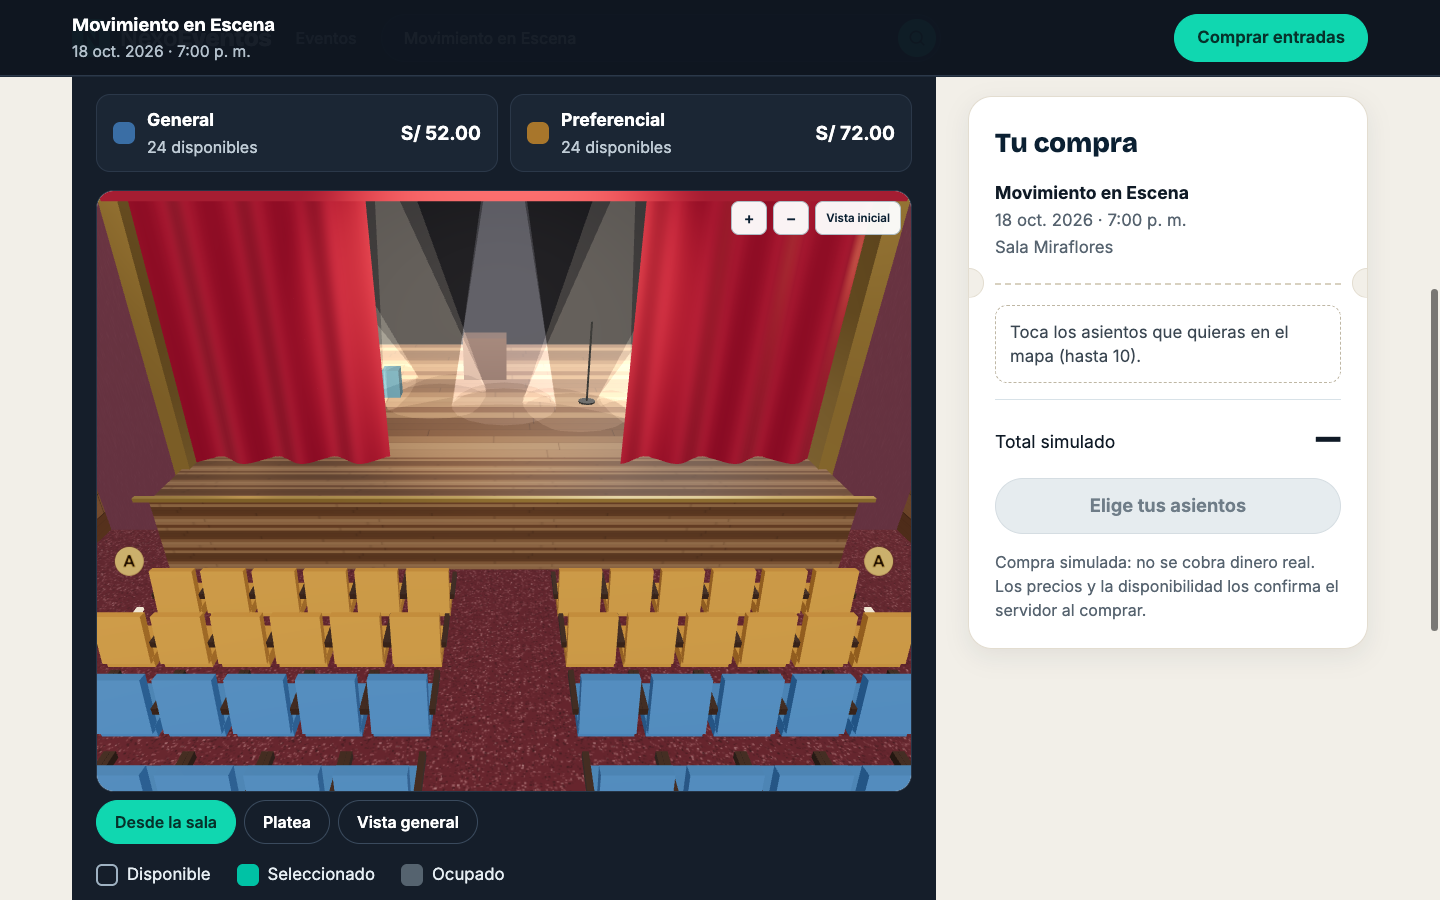 Movimiento en Escena
18 oct. 2026 · 7:00 p. m.
NexoEventos
Eventos
Movimiento en Escena
Comprar entradas
General
24 disponibles
S/ 52.00
Preferencial
24 disponibles
S/ 72.00
+
−
Vista inicial
A
A
Desde la sala
Platea
Vista general
Disponible
Seleccionado
Ocupado
Tu compra
Movimiento en Escena
18 oct. 2026 · 7:00 p. m.
Sala Miraflores
Toca los asientos que quieras en el
mapa (hasta 10).
Total simulado
—
Elige tus asientos
Compra simulada: no se cobra dinero real.
Los precios y la disponibilidad los confirma el
servidor al comprar.